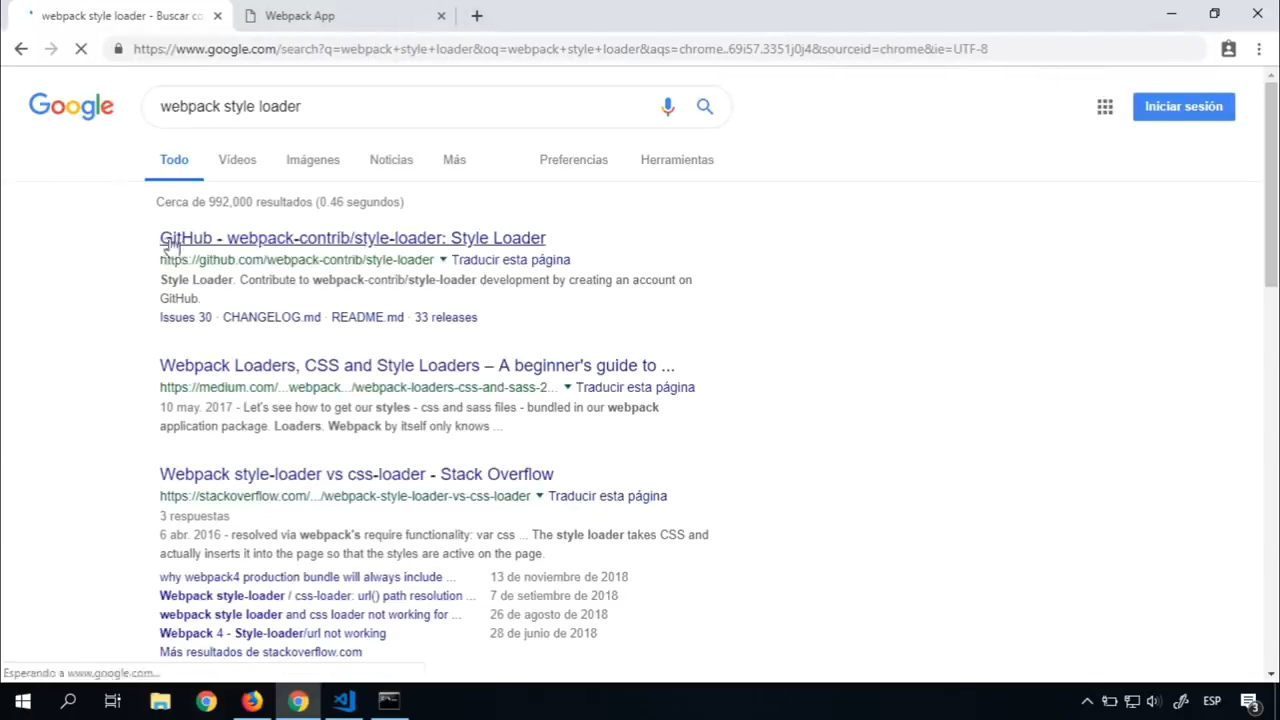 webpack style loader - Buscar co
Webpack App
https://www.google.com/search?q=webpack+style+loader&oq=webpack+style+loader&aqs=chrome..69i57.3351j0j4&sourceid=chrome&ie=UTF-8
Google
webpack style loader
Iniciar sesión
Todo
Vídeos
Imágenes
Noticias
Más
Preferencias
Herramientas
Cerca de 992,000 resultados (0.46 segundos)
GitHub - webpack-contrib/style-loader: Style Loader
https://github.com/webpack-contrib/style-loader ▼ Traducir esta página
Style Loader. Contribute to webpack-contrib/style-loader development by creating an account on
GitHub.
Issues 30 · CHANGELOG.md · README.md · 33 releases
Webpack Loaders, CSS and Style Loaders – A beginner's guide to ...
https://medium.com/...webpack.../webpack-loaders-css-and-sass-2... ▼ Traducir esta página
10 may. 2017 - Let's see how to get our styles - css and sass files - bundled in our webpack
application package. Loaders. Webpack by itself only knows ...
Webpack style-loader vs css-loader - Stack Overflow
https://stackoverflow.com/.../webpack-style-loader-vs-css-loader ▼ Traducir esta página
3 respuestas
6 abr. 2016 - resolved via webpack's require functionality: var css ... The style loader takes CSS and
actually inserts it into the page so that the styles are active on the page.
why webpack4 production bundle will always include ... 13 de noviembre de 2018
Webpack style-loader / css-loader: url() path resolution ... 7 de setiembre de 2018
webpack style loader and css loader not working for ... 26 de agosto de 2018
Webpack 4 - Style-loader/url not working 28 de junio de 2018
Más resultados de stackoverflow.com
Esperando a www.google.com...
ESP
3